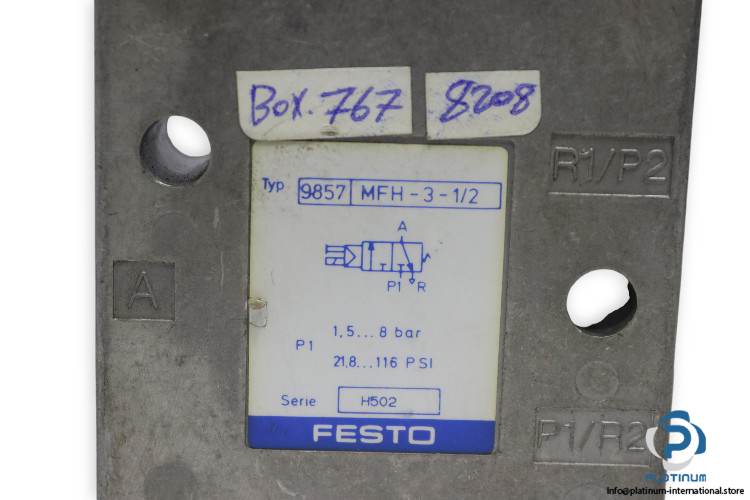 BOX. 767 8208
R1/P2
Typ 9857 MFH-3-1/2
A
P1 R
A
P1 1,5...8 bar
21,8...116 PSI
Serie H502
P1/R2
FESTO
PLATINUM
INTERNATIONAL
Info@platinum-international.store